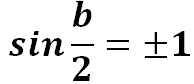 sin b/2 = ±1